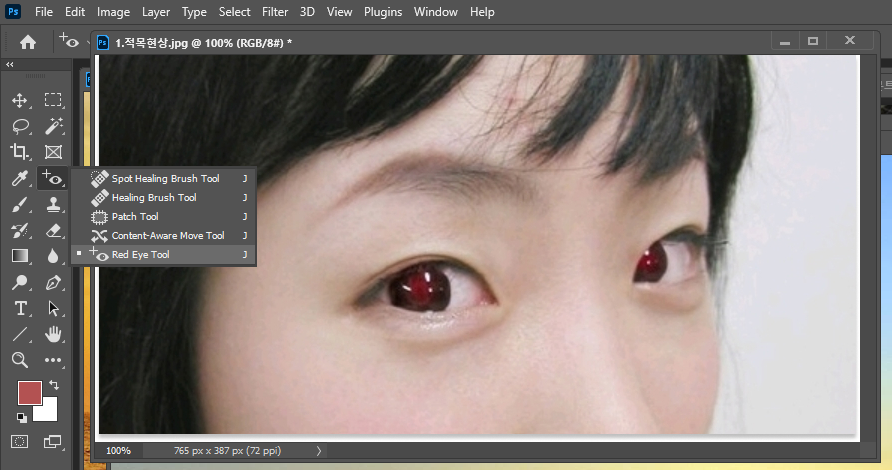 Ps File Edit Image Layer Type Select Filter 3D View Plugins Window Help
Ps 1.적목현상.jpg @ 100% (RGB/8#) *
Spot Healing Brush Tool J
Healing Brush Tool J
Patch Tool J
Content-Aware Move Tool J
Red Eye Tool J
T
100% 765 px x 387 px (72 ppi)